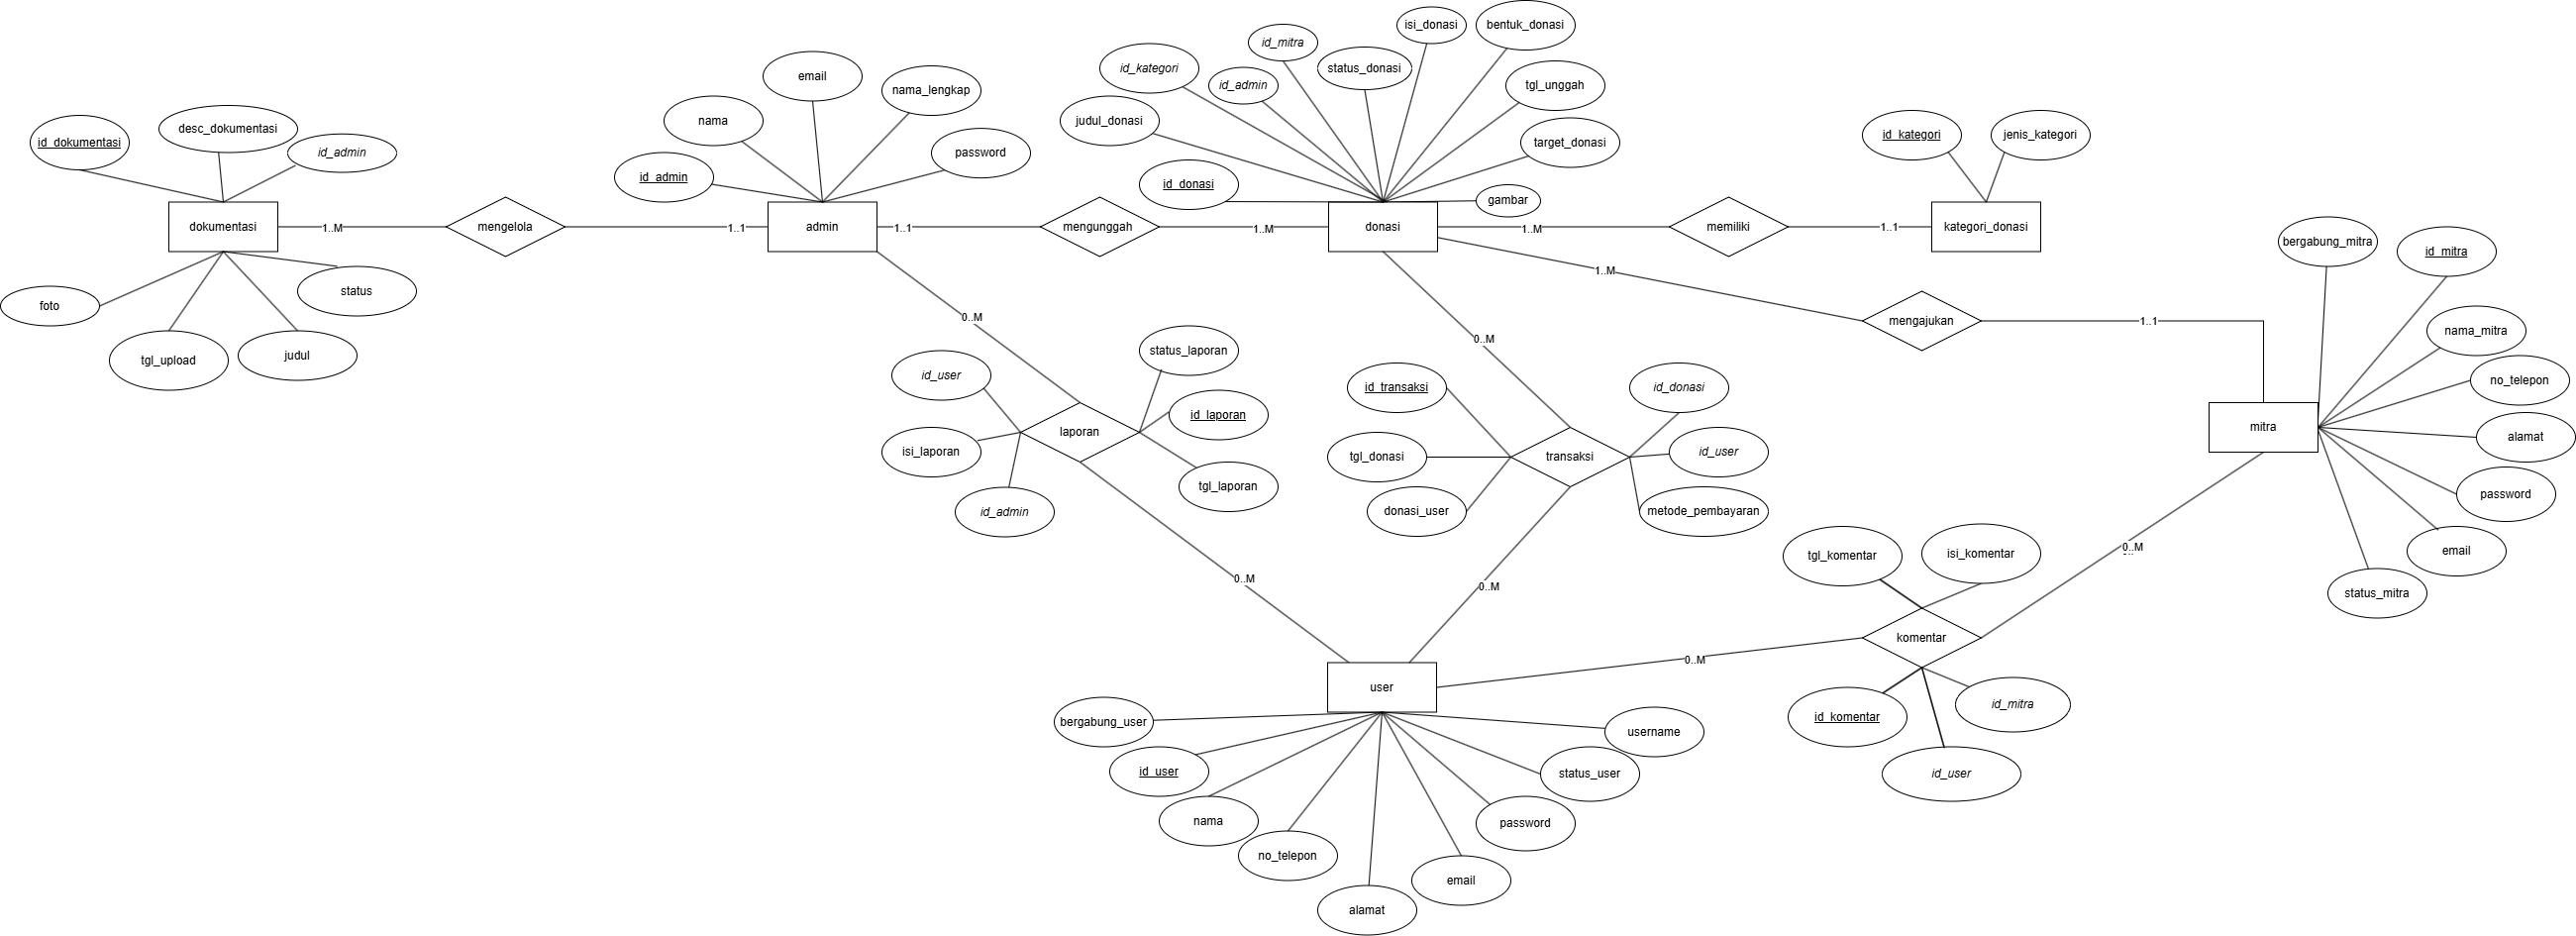 isi_donasi
bentuk_donasi
id_mitra
id_kategori
status_donasi
email
id_admin
tgl_unggah
nama_lengkap
judul_donasi
nama
desc_dokumentasi
id_dokumentasi
id_kategori
jenis_kategori
target_donasi
id_admin
password
id_admin
id_donasi
gambar
dokumentasi
1..M
mengelola
1..1
admin
1..1
mengunggah
1..M
donasi
1..M
memiliki
1..1
kategori_donasi
bergabung_mitra
id_mitra
1..M
status
foto
0..M
mengajukan
1..1
nama_mitra
0..M
status_laporan
judul
tgl_upload
id_user
id_transaksi
id_donasi
no_telepon
id_laporan
laporan
mitra
alamat
isi_laporan
tgl_donasi
transaksi
id_user
tgl_laporan
password
id_admin
donasi_user
metode_pembayaran
0..M
email
tgl_komentar
isi_komentar
0..M
0..M
status_mitra
komentar
0..M
user
id_mitra
id_komentar
bergabung_user
username
id_user
status_user
id_user
nama
password
no_telepon
email
alamat